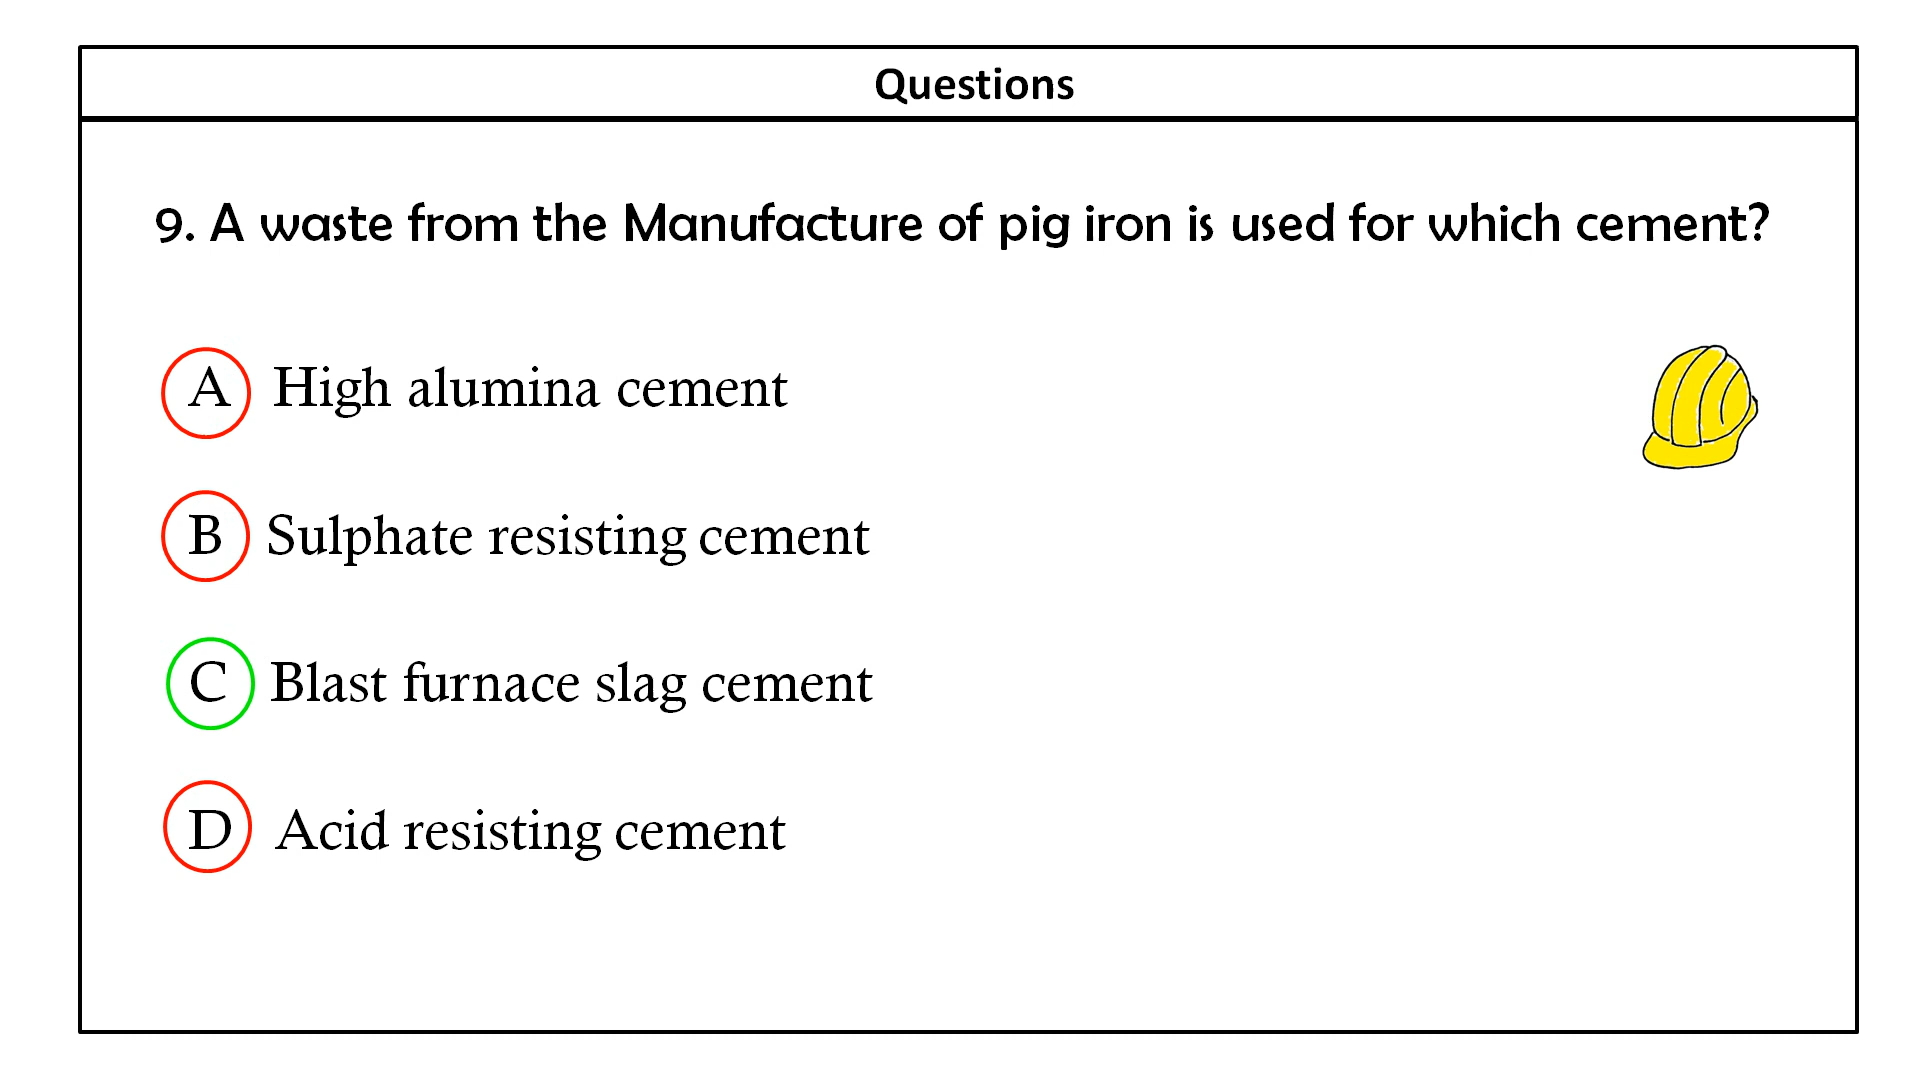 Questions
9. A waste from the Manufacture of pig iron is used for which cement?
A High alumina cement
B Sulphate resisting cement
C Blast furnace slag cement
D Acid resisting cement